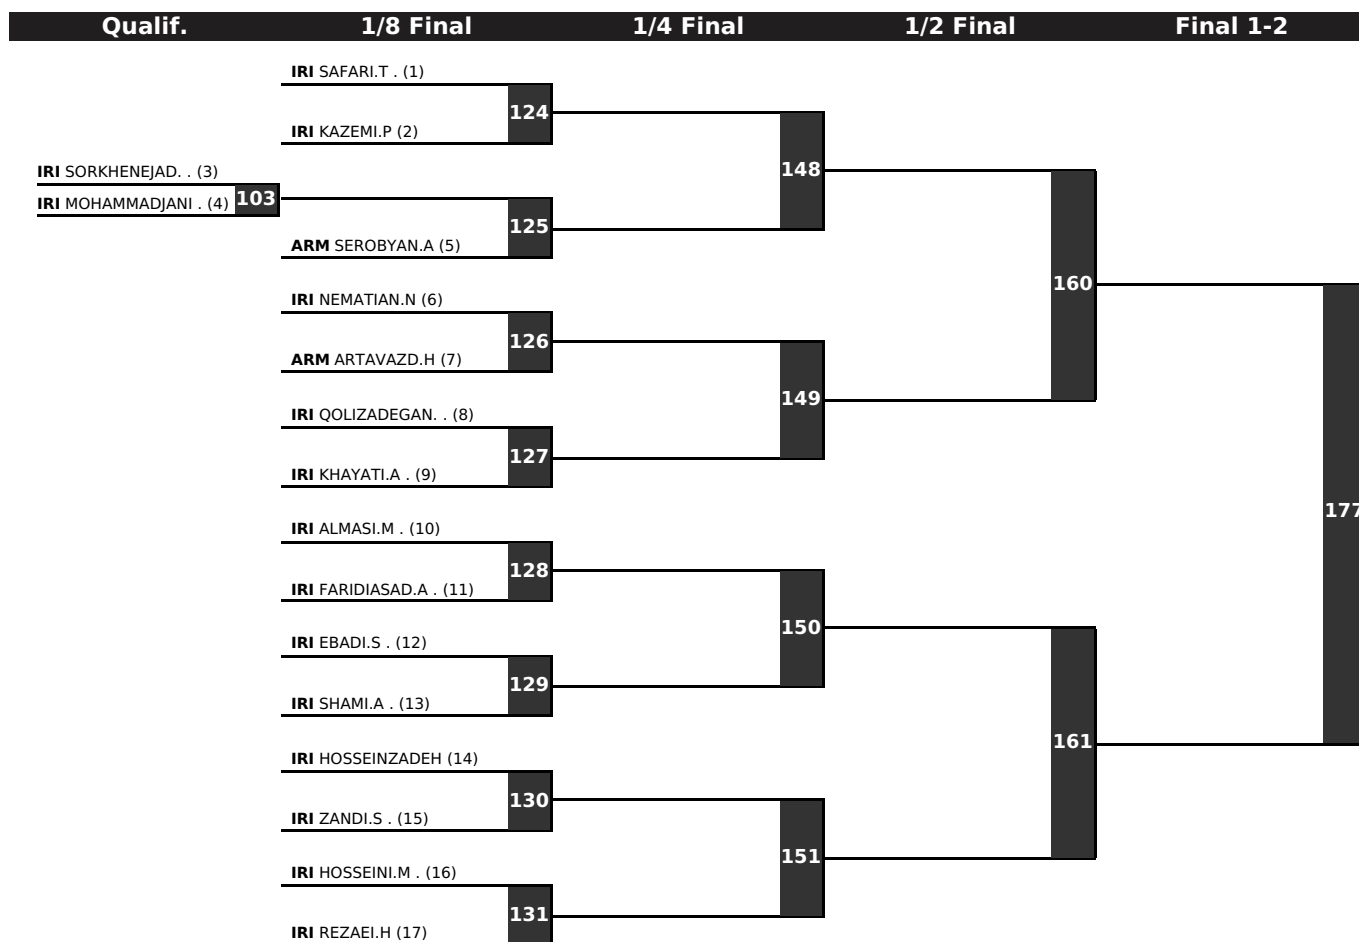 Qualif. 1/8 Final 1/4 Final 1/2 Final Final 1-2
IRI SAFARI.T . (1)
124
IRI KAZEMI.P (2)
148
IRI SORKHENEJAD. . (3)
IRI MOHAMMADJANI . (4) 103
125
ARM SEROBYAN.A (5)
160
IRI NEMATIAN.N (6)
126
ARM ARTAVAZD.H (7)
149
IRI QOLIZADEGAN. . (8)
127
IRI KHAYATI.A . (9)
177
IRI ALMASI.M . (10)
128
IRI FARIDIASAD.A . (11)
150
IRI EBADI.S . (12)
129
IRI SHAMI.A . (13)
161
IRI HOSSEINZADEH (14)
130
IRI ZANDI.S . (15)
151
IRI HOSSEINI.M . (16)
131
IRI REZAEI.H (17)